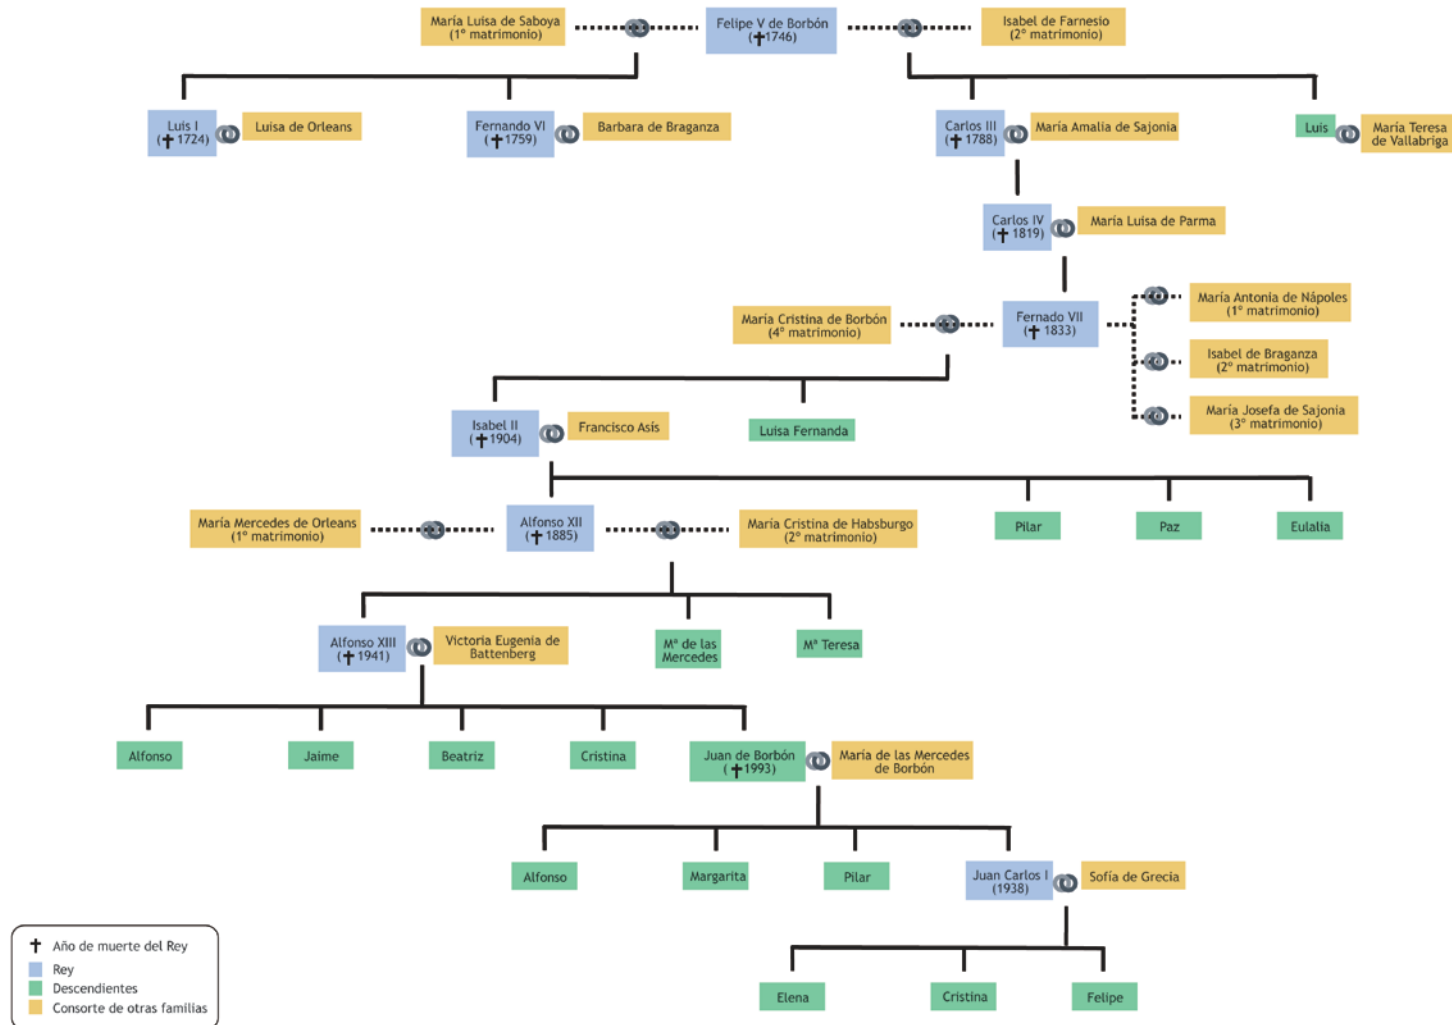 María Luisa de Saboya
(1º matrimonio)
Felipe V de Borbón
(✝1746)
Isabel de Farnesio
(2º matrimonio)
Luis I
(✝ 1724)
Luisa de Orleans
Fernando VI
(✝ 1759)
Barbara de Braganza
Carlos III
(✝ 1788)
María Amalia de Sajonia
Luis
María Teresa
de Vallabriga
Carlos IV
(✝ 1819)
María Luisa de Parma
María Cristina de Borbón
(4º matrimonio)
Fernado VII
(✝ 1833)
María Antonia de Nápoles
(1º matrimonio)
Isabel de Braganza
(2º matrimonio)
María Josefa de Sajonia
(3º matrimonio)
Isabel II
(✝ 1904)
Francisco Asís
Luisa Fernanda
María Mercedes de Orleans
(1º matrimonio)
Alfonso XII
(✝ 1885)
María Cristina de Habsburgo
(2º matrimonio)
Pilar
Paz
Eulalia
Alfonso XIII
(✝ 1941)
Victoria Eugenia de
Battenberg
Mª de las
Mercedes
Mª Teresa
Alfonso
Jaime
Beatriz
Cristina
Juan de Borbón
(✝1993)
María de las Mercedes
de Borbón
Alfonso
Margarita
Pilar
Juan Carlos I
(1938)
Sofía de Grecia
Elena
Cristina
Felipe
✝ Año de muerte del Rey
Rey
Descendientes
Consorte de otras familias